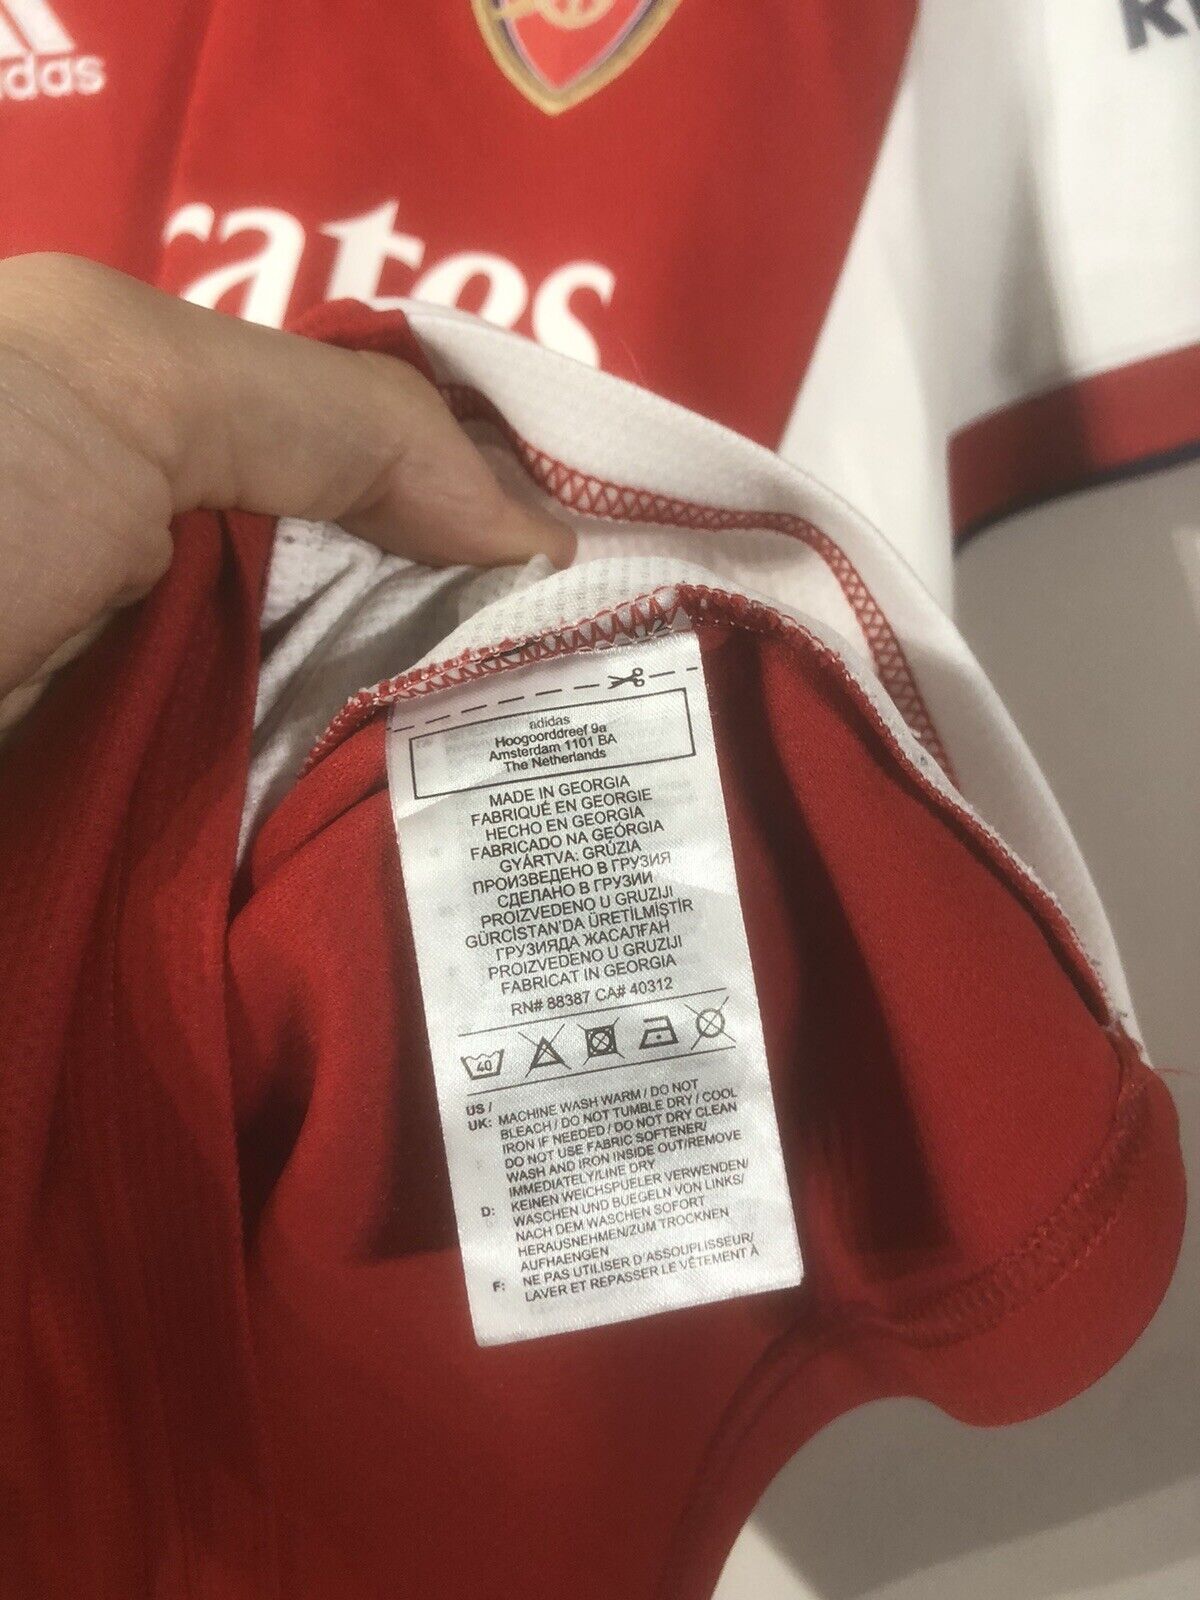 adidas
rates
adidas
Hoogoorddreef 9a
Amsterdam 1101 BA
The Netherlands
MADE IN GEORGIA
FABRIQUÉ EN GEORGIE
HECHO EN GEORGIA
FABRICADO NA GEÓRGIA
GYÁRTVA: GRÚZIA
ПРОИЗВЕДЕНО В ГРУЗИЯ
СДЕЛАНО В ГРУЗИИ
PROIZVEDENO U GRUZIJI
GÜRCİSTAN'DA ÜRETİLMİŞTİR
ГРУЗИЯДА ЖАСАЛҒАН
PROIZVEDENO U GRUZIJI
FABRICAT IN GEORGIA
RN# 88387 CA# 40312
40
US /
UK: MACHINE WASH WARM / DO NOT
BLEACH / DO NOT TUMBLE DRY / COOL
IRON IF NEEDED / DO NOT DRY CLEAN
DO NOT USE FABRIC SOFTENER/
WASH AND IRON INSIDE OUT/REMOVE
IMMEDIATELY/LINE DRY
D: KEINEN WEICHSPUELER VERWENDEN/
WASCHEN UND BUEGELN VON LINKS/
NACH DEM WASCHEN SOFORT
HERAUSNEHMEN/ZUM TROCKNEN
AUFHAENGEN
F: NE PAS UTILISER D'ASSOUPLISSEUR/
LAVER ET REPASSER LE VÊTEMENT À